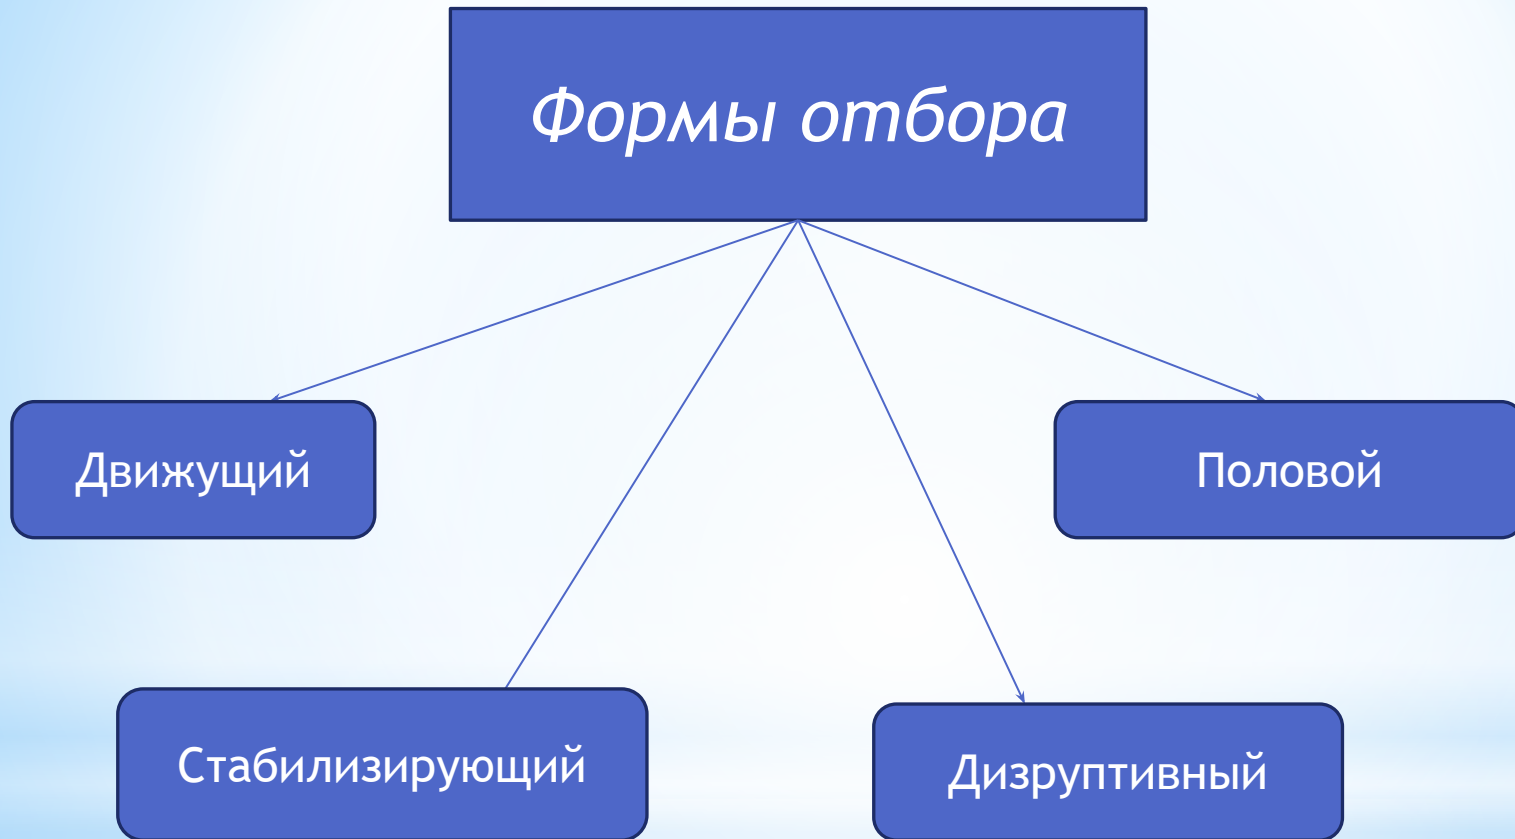 Формы отбора
Движущий
Половой
Стабилизирующий
Дизруптивный